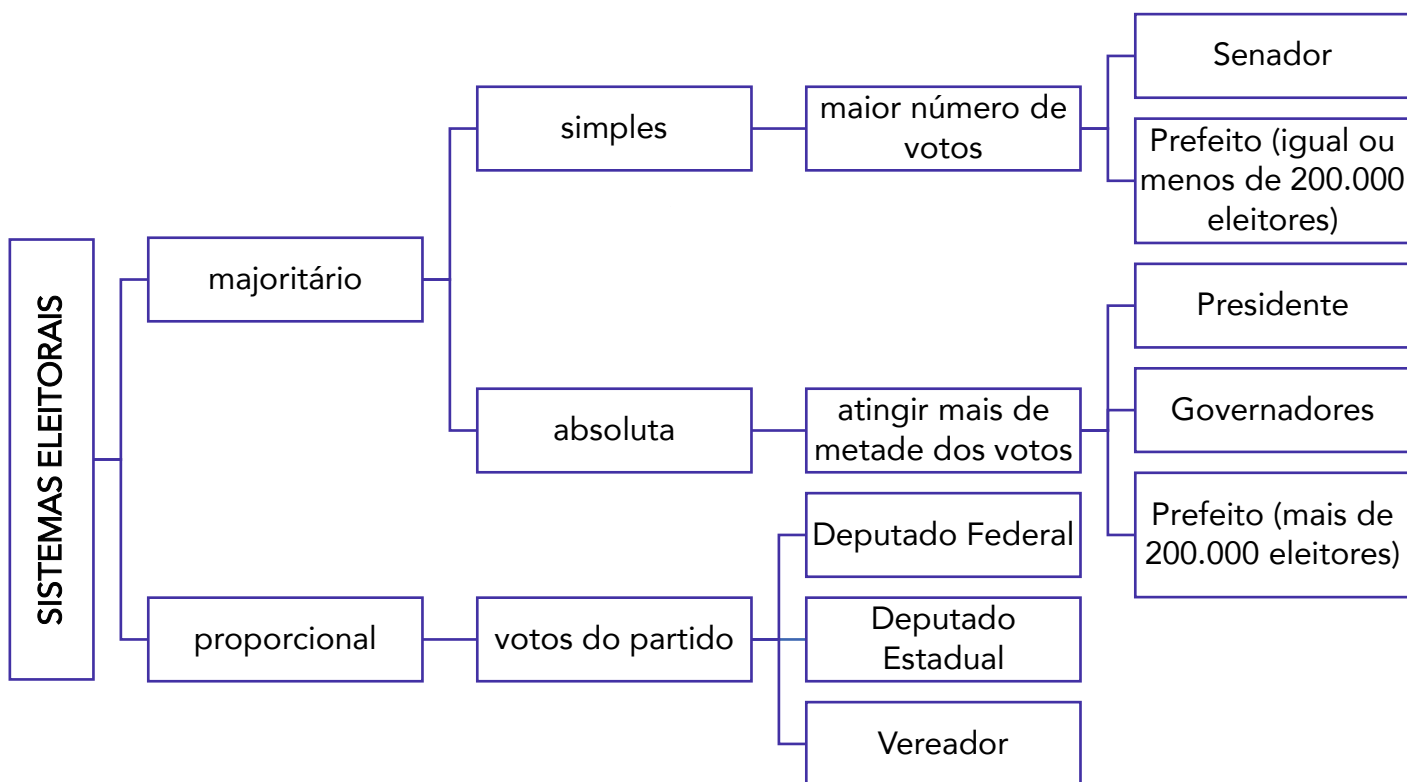 SISTEMAS ELEITORAIS
majoritário
simples
maior número de
votos
Senador
Prefeito (igual ou
menos de 200.000
eleitores)
absoluta
atingir mais de
metade dos votos
Presidente
Governadores
Prefeito (mais de
200.000 eleitores)
proporcional
votos do partido
Deputado Federal
Deputado
Estadual
Vereador